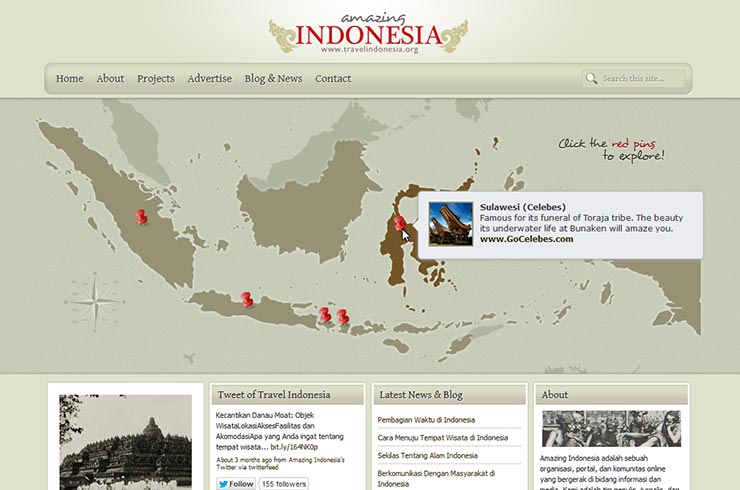 amazing
INDONESIA
www.travelindonesia.org
Home About Projects Advertise Blog & News Contact
Search this site...
Click the red pins
to explore!
Sulawesi (Celebes)
Famous for its funeral of Toraja tribe. The beauty
its underwater life at Bunaken will amaze you.
www.GoCelebes.com
Tweet of Travel Indonesia
Kecantikan Danau Moat: Objek
WisataLokasiAksesFasilitas dan
AkomodasiApa yang Anda ingat tentang
tempat wisata... bit.ly/164NK0p
About 3 months ago from Amazing Indonesia's
Twitter via twitterfeed
Follow 155 followers
Latest News & Blog
Pembagian Waktu di Indonesia
Cara Menuju Tempat Wisata di Indonesia
Sekilas Tentang Alam Indonesia
Berkomunikasi Dengan Masyarakat di
Indonesia
About
Amazing Indonesia adalah sebuah
organisasi, portal, dan komunitas online
yang bergerak di bidang informasi dan